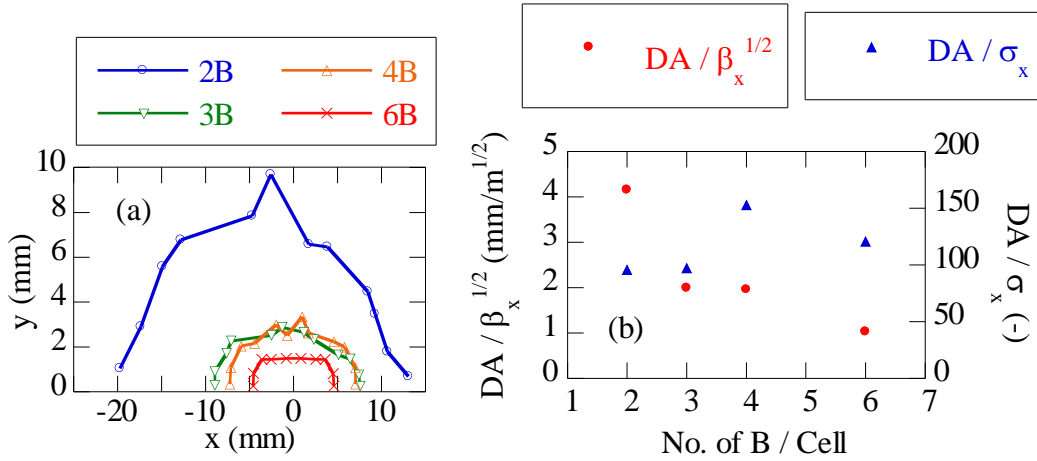 2B
4B
3B
6B
10
8
6
4
2
0
-20
-10
0
10
y (mm)
x (mm)
(a)
DA / β_x^{1/2}
DA / σ_x
5
4
3
2
1
0
200
150
100
50
0
1 2 3 4 5 6 7
DA / β_x^{1/2} (mm/m^{1/2})
DA / σ_x (-)
(b)
No. of B / Cell